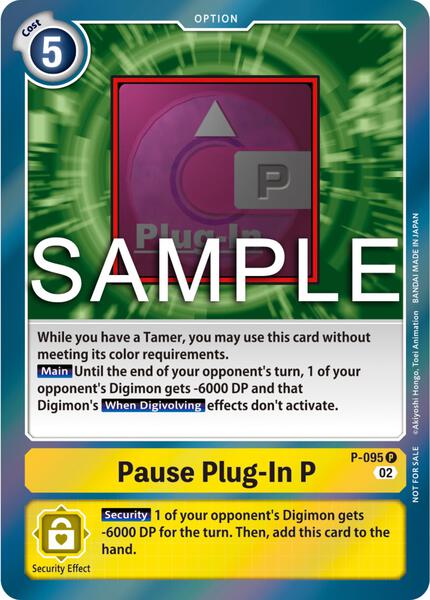 OPTION
Cost
5
P
Plug-In
SAMPLE
While you have a Tamer, you may use this card without
meeting its color requirements.
Main Until the end of your opponent's turn, 1 of your
opponent's Digimon gets -6000 DP and that
Digimon's When Digivolving effects don't activate.
P-095 P
02
Pause Plug-In P
Security 1 of your opponent's Digimon gets
-6000 DP for the turn. Then, add this card to the
hand.
Security Effect
NOT FOR SALE ©Akiyoshi Hongo, Toei Animation BANDAI MADE IN JAPAN